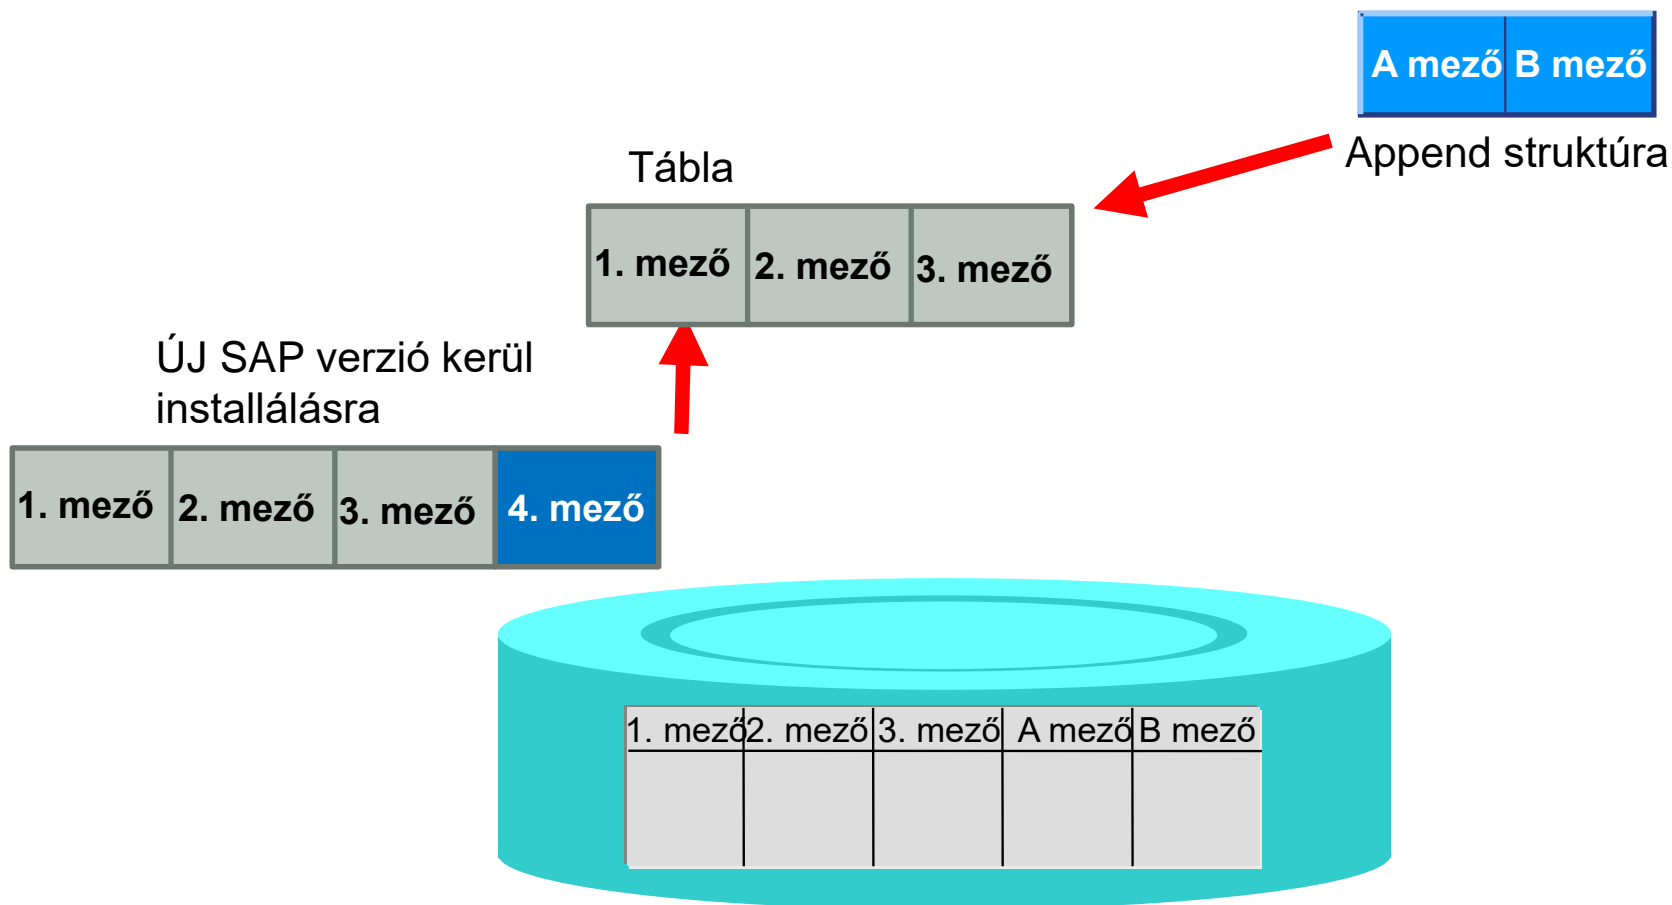 A mező B mező
Append struktúra
Tábla
1. mező 2. mező 3. mező
ÚJ SAP verzió kerül
installálásra
1. mező 2. mező 3. mező 4. mező
1. mező 2. mező 3. mező A mező B mező